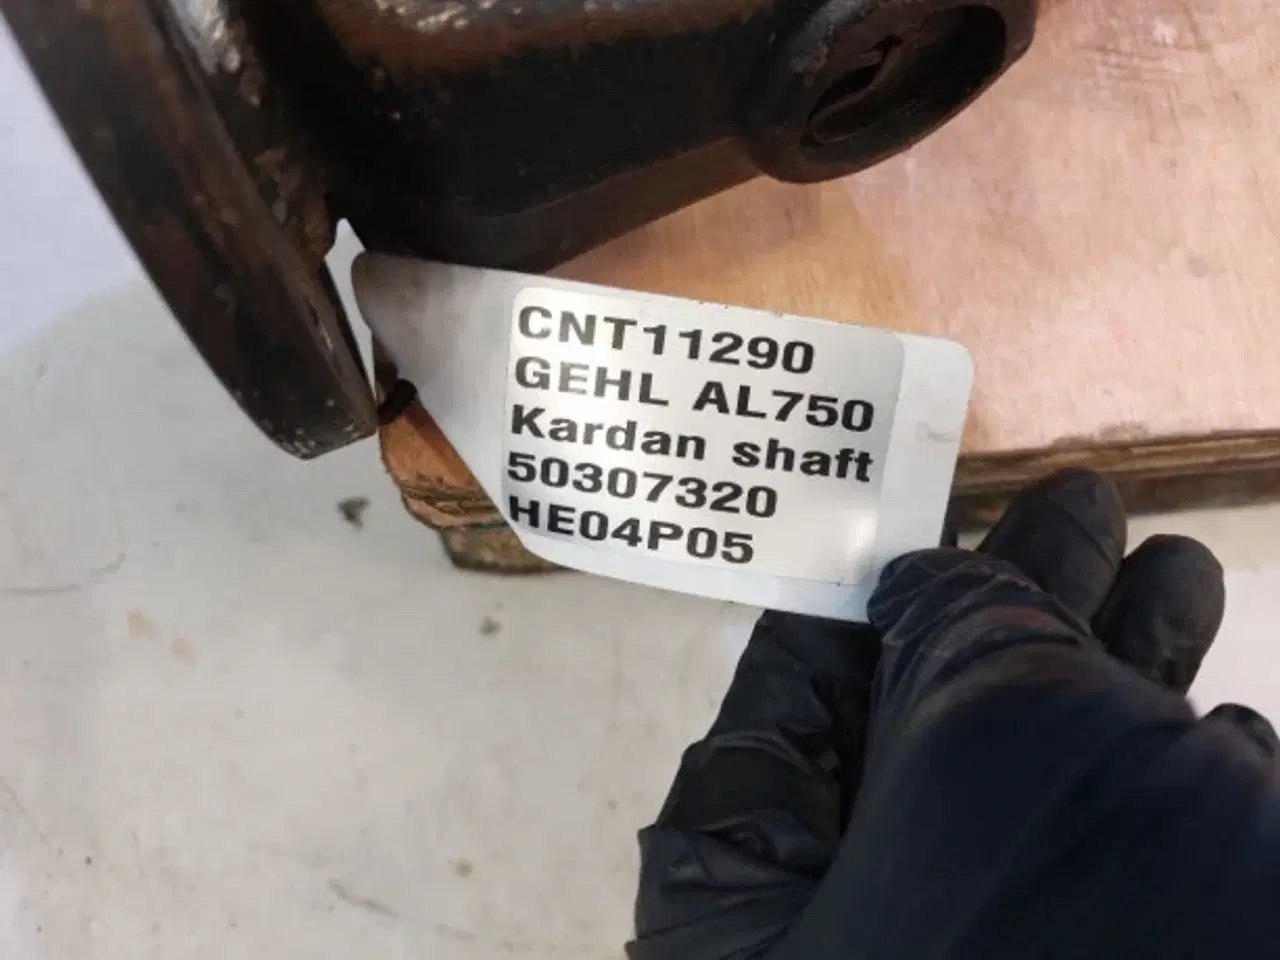 CNT11290
GEHL AL750
Kardan shaft
50307320
HE04P05